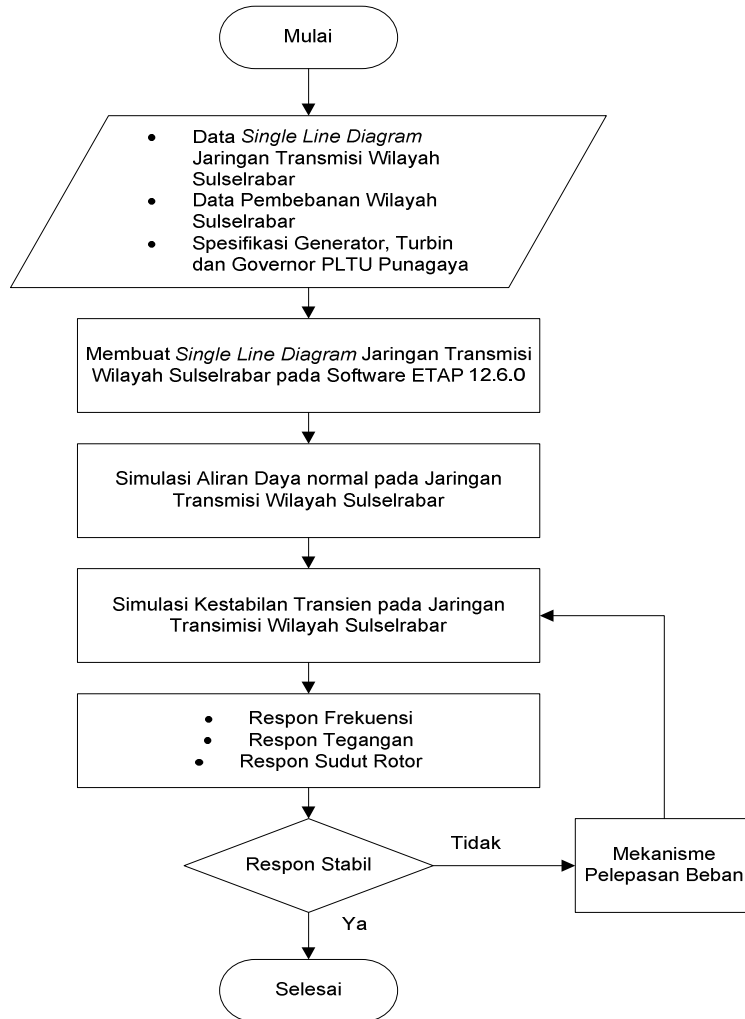 Mulai
• Data Single Line Diagram
Jaringan Transmisi Wilayah
Sulselrabar
• Data Pembebanan Wilayah
Sulselrabar
• Spesifikasi Generator, Turbin
dan Governor PLTU Punagaya
Membuat Single Line Diagram Jaringan Transmisi
Wilayah Sulselrabar pada Software ETAP 12.6.0
Simulasi Aliran Daya normal pada Jaringan
Transmisi Wilayah Sulselrabar
Simulasi Kestabilan Transien pada Jaringan
Transimisi Wilayah Sulselrabar
• Respon Frekuensi
• Respon Tegangan
• Respon Sudut Rotor
Respon Stabil
Tidak
Mekanisme
Pelepasan Beban
Ya
Selesai